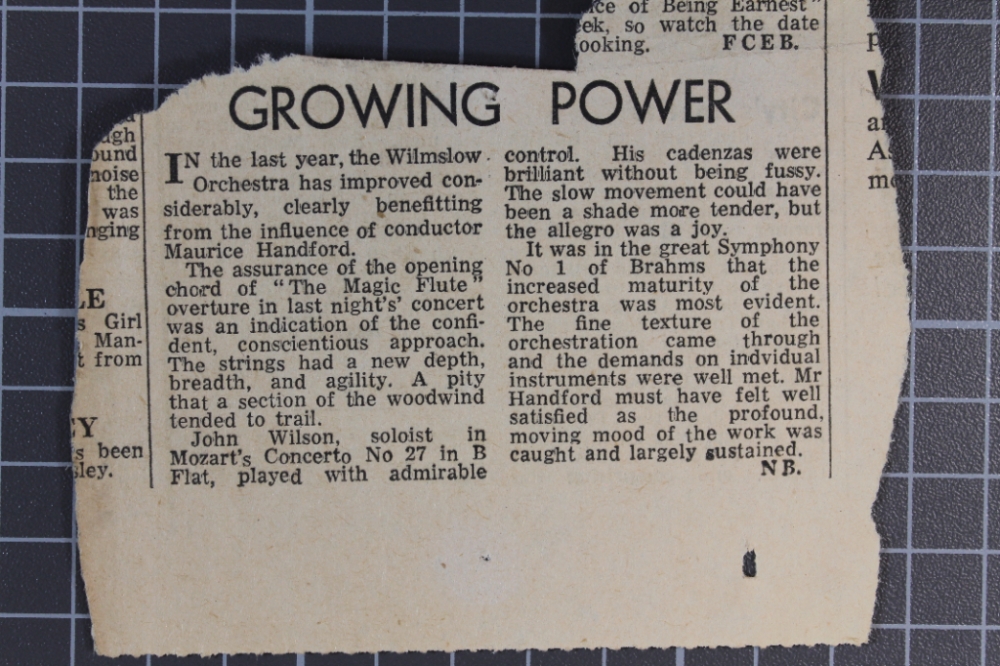 ce of Being Earnest"
ek, so watch the date
ooking. FCEB.
GROWING POWER
IN the last year, the Wilmslow
Orchestra has improved con-
siderably, clearly benefitting
from the influence of conductor
Maurice Handford.
The assurance of the opening
chord of "The Magic Flute"
overture in last night's' concert
was an indication of the confi-
dent, conscientious approach.
The strings had a new depth,
breadth, and agility. A pity
that a section of the woodwind
tended to trail.
John Wilson, soloist in
Mozart's Concerto No 27 in B
Flat, played with admirable
control. His cadenzas were
brilliant without being fussy.
The slow movement could have
been a shade more tender, but
the allegro was a joy.
It was in the great Symphony
No 1 of Brahms that the
increased maturity of the
orchestra was most evident.
The fine texture of the
orchestration came through
and the demands on indvidual
instruments were well met. Mr
Handford must have felt well
satisfied as the profound,
moving mood of the work was
caught and largely sustained.
NB.
ugh
ound
noise
the
was
nging
LE
s Girl
Man-
t from
Y
s been
sley.